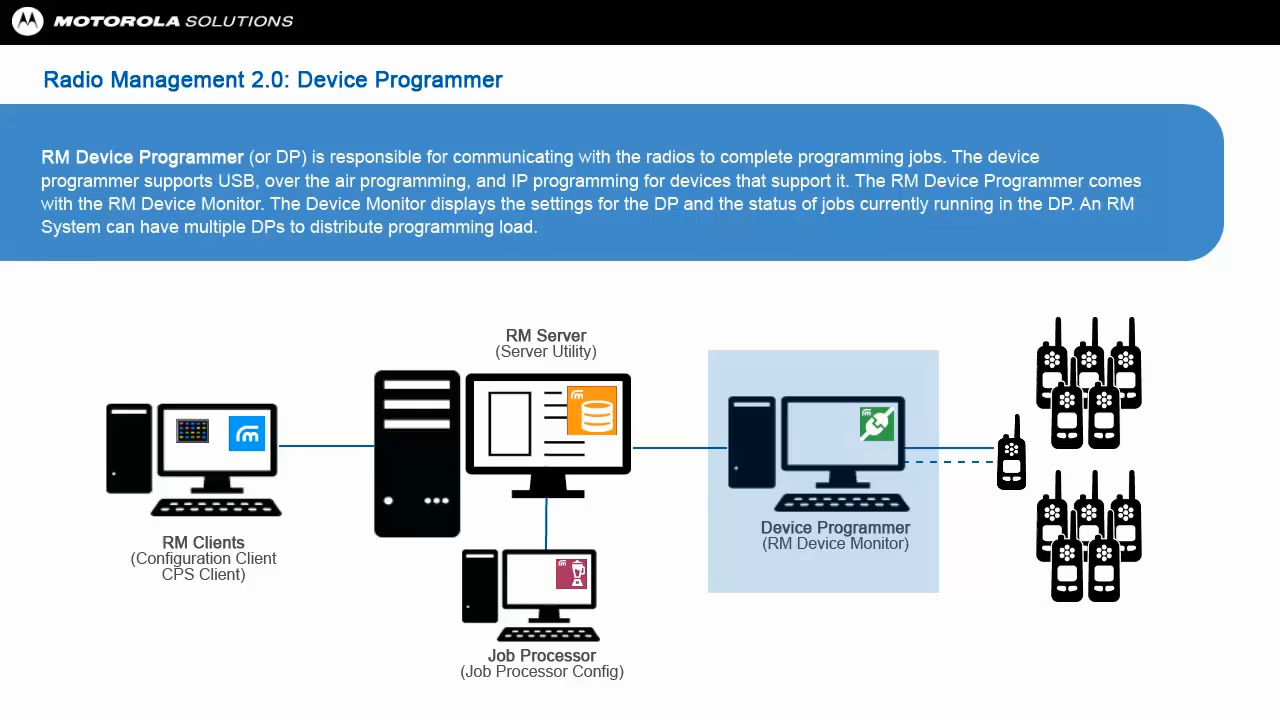 MOTOROLA SOLUTIONS
Radio Management 2.0: Device Programmer
RM Device Programmer (or DP) is responsible for communicating with the radios to complete programming jobs. The device
programmer supports USB, over the air programming, and IP programming for devices that support it. The RM Device Programmer comes
with the RM Device Monitor. The Device Monitor displays the settings for the DP and the status of jobs currently running in the DP. An RM
System can have multiple DPs to distribute programming load.
RM Server
(Server Utility)
RM Clients
(Configuration Client
CPS Client)
Device Programmer
(RM Device Monitor)
Job Processor
(Job Processor Config)